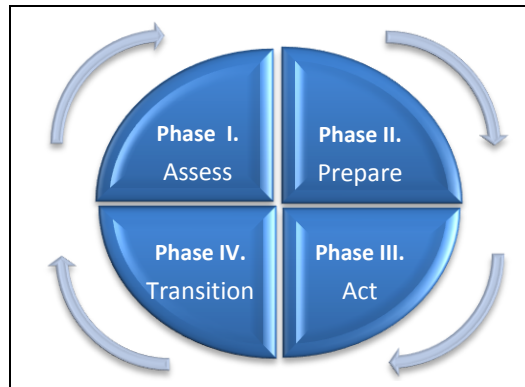 Phase I.
Assess
Phase II.
Prepare
Phase IV.
Transition
Phase III.
Act